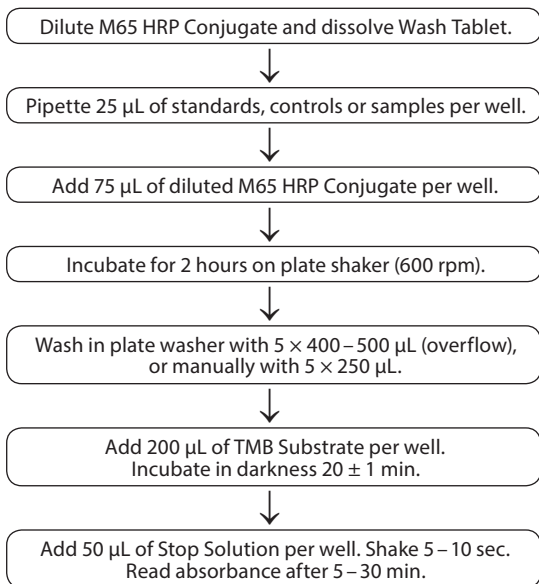 Dilute M65 HRP Conjugate and dissolve Wash Tablet.
Pipette 25 µL of standards, controls or samples per well.
Add 75 µL of diluted M65 HRP Conjugate per well.
Incubate for 2 hours on plate shaker (600 rpm).
Wash in plate washer with 5 × 400–500 µL (overflow),
or manually with 5 × 250 µL.
Add 200 µL of TMB Substrate per well.
Incubate in darkness 20 ± 1 min.
Add 50 µL of Stop Solution per well. Shake 5–10 sec.
Read absorbance after 5–30 min.